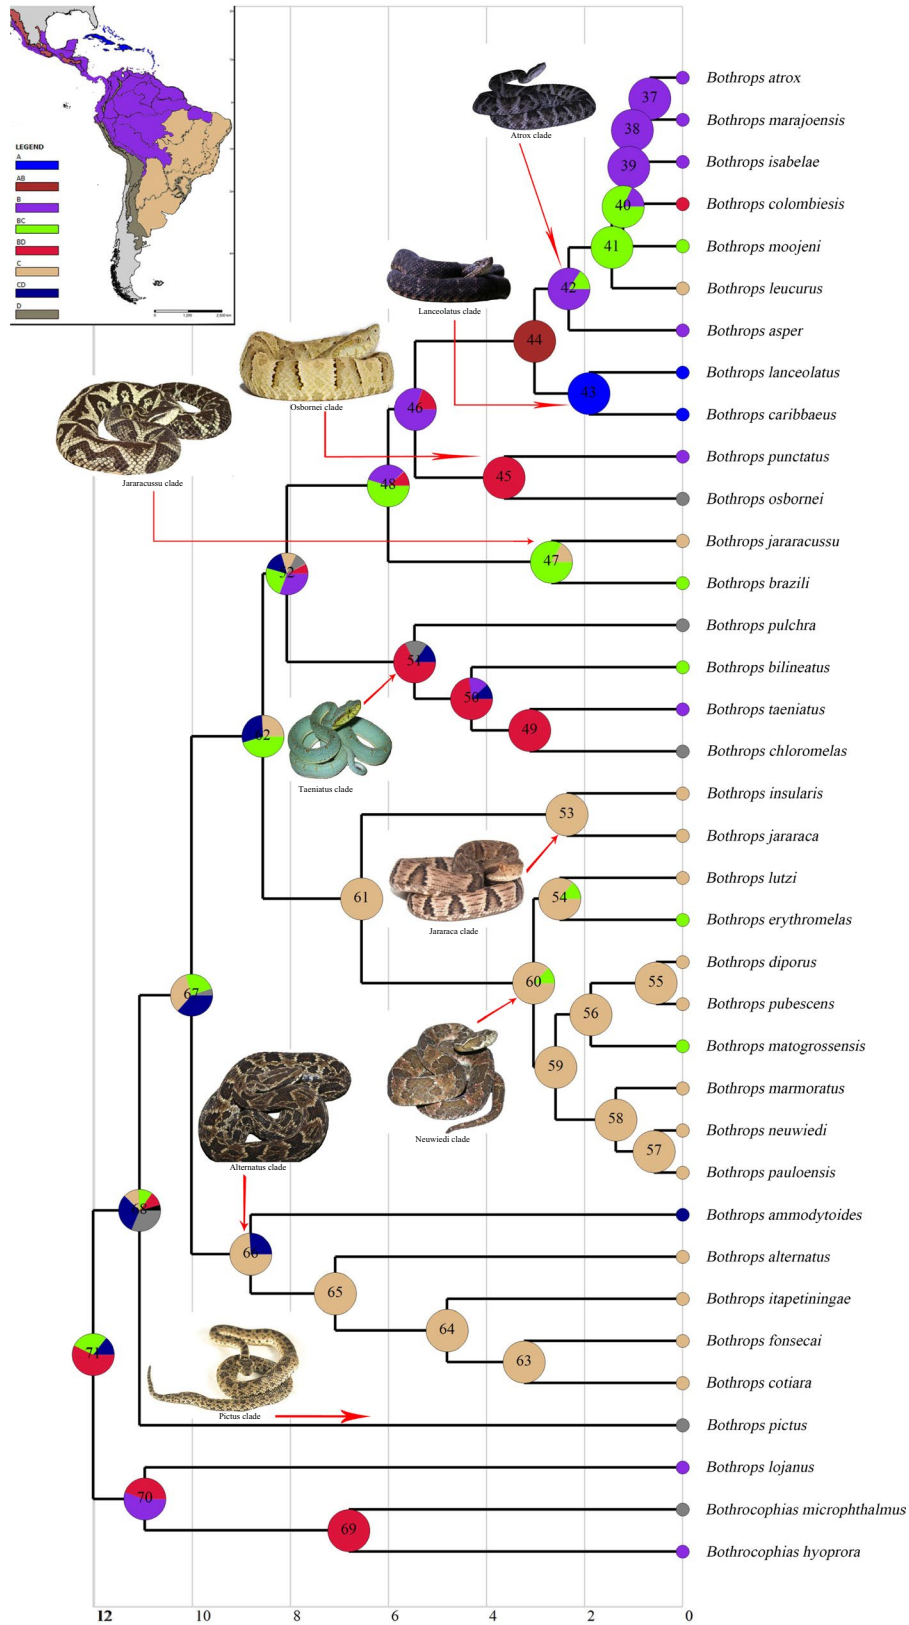 LEGEND
A
AB
B
BC
BD
C
CD
D
Atrox clade
Lanceolatus clade
Osbornei clade
Jararacussu clade
Taeniatus clade
Jararaca clade
Neuwiedi clade
Alternatus clade
Pictus clade
37
38
39
40
41
42
44
43
46
45
48
47
52
51
50
49
62
53
61
54
60
55
56
59
58
57
67
68
66
65
64
63
71
70
69
Bothrops atrox
Bothrops marajoensis
Bothrops isabelae
Bothrops colombiesis
Bothrops moojeni
Bothrops leucurus
Bothrops asper
Bothrops lanceolatus
Bothrops caribbaeus
Bothrops punctatus
Bothrops osbornei
Bothrops jararacussu
Bothrops brazili
Bothrops pulchra
Bothrops bilineatus
Bothrops taeniatus
Bothrops chloromelas
Bothrops insularis
Bothrops jararaca
Bothrops lutzi
Bothrops erythromelas
Bothrops diporus
Bothrops pubescens
Bothrops matogrossensis
Bothrops marmoratus
Bothrops neuwiedi
Bothrops pauloensis
Bothrops ammodytoides
Bothrops alternatus
Bothrops itapetiningae
Bothrops fonsecai
Bothrops cotiara
Bothrops pictus
Bothrops lojanus
Bothrocophias microphthalmus
Bothrocophias hyoprora
12 10 8 6 4 2 0